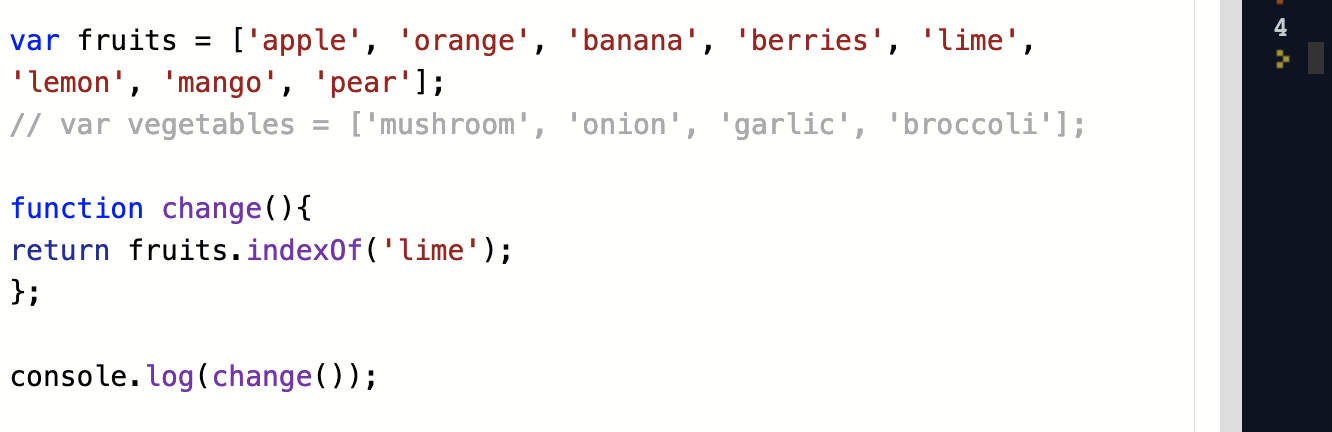 var fruits = ['apple', 'orange', 'banana', 'berries', 'lime',
'lemon', 'mango', 'pear'];
// var vegetables = ['mushroom', 'onion', 'garlic', 'broccoli'];
function change(){
return fruits.indexOf('lime');
};
console.log(change());
4
>